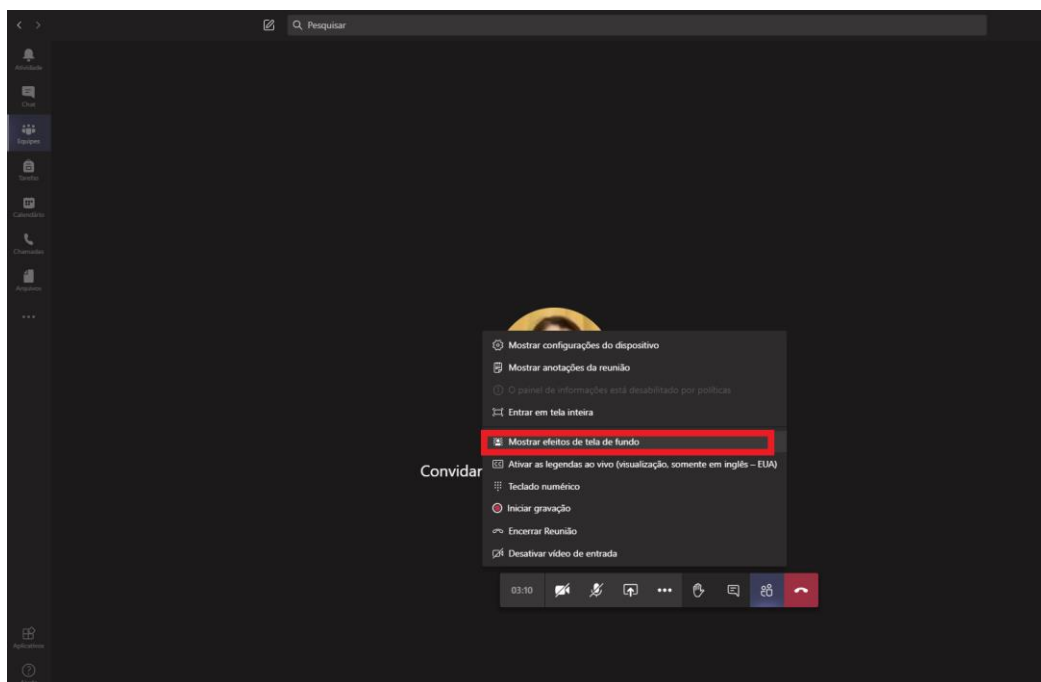 Pesquisar
Atividade
Chat
Equipes
Tarefas
Calendário
Chamadas
Arquivos
Mostrar configurações do dispositivo
Mostrar anotações da reunião
O painel de informações está desabilitado por políticas
Entrar em tela inteira
Mostrar efeitos de tela de fundo
Convidar
Ativar as legendas ao vivo (visualização, somente em inglês – EUA)
Teclado numérico
Iniciar gravação
Encerrar Reunião
Desativar vídeo de entrada
03:10
Aplicativos